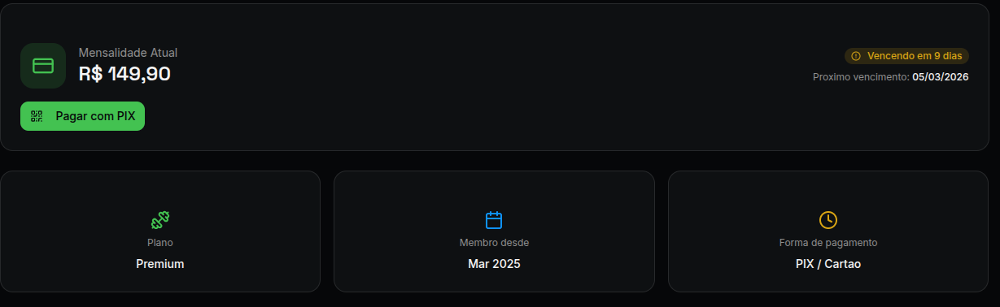 Mensalidade Atual
R$ 149,90
Vencendo em 9 dias
Proximo vencimento: 05/03/2026
Pagar com PIX
Plano
Premium
Membro desde
Mar 2025
Forma de pagamento
PIX / Cartao